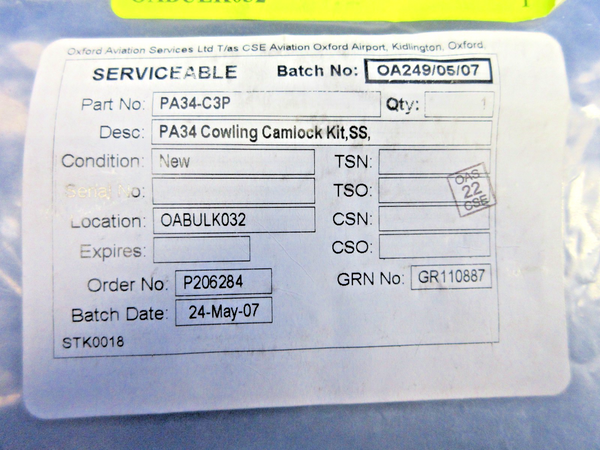 OABULK032 1
Oxford Aviation Services Ltd T/as CSE Aviation Oxford Airport, Kidlington, Oxford.
SERVICEABLE Batch No: OA249/05/07
Part No: PA34-C3P Qty: 1
Desc: PA34 Cowling Camlock Kit,SS,
Condition: New TSN:
Serial No: TSO:
OAS 22 CSE
Location: OABULK032 CSN:
Expires: CSO:
Order No: P206284 GRN No: GR110887
Batch Date: 24-May-07
STK0018